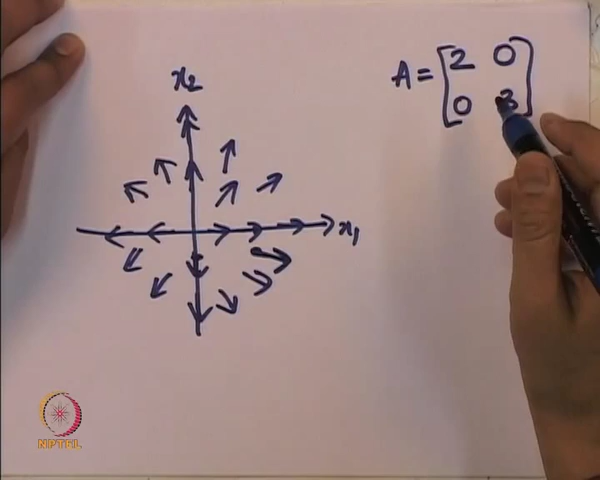 x₂
A = [2 0
0 3]
x₁
NPTEL